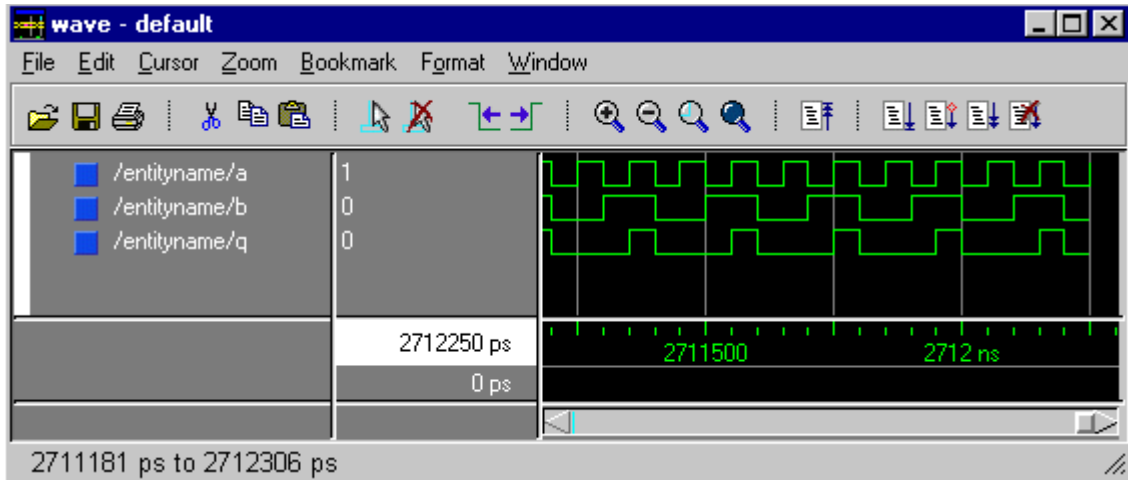 wave - default
File Edit Cursor Zoom Bookmark Format Window
/entityname/a 1
/entityname/b 0
/entityname/q 0
2712250 ps 2711500 2712 ns
0 ps
2711181 ps to 2712306 ps